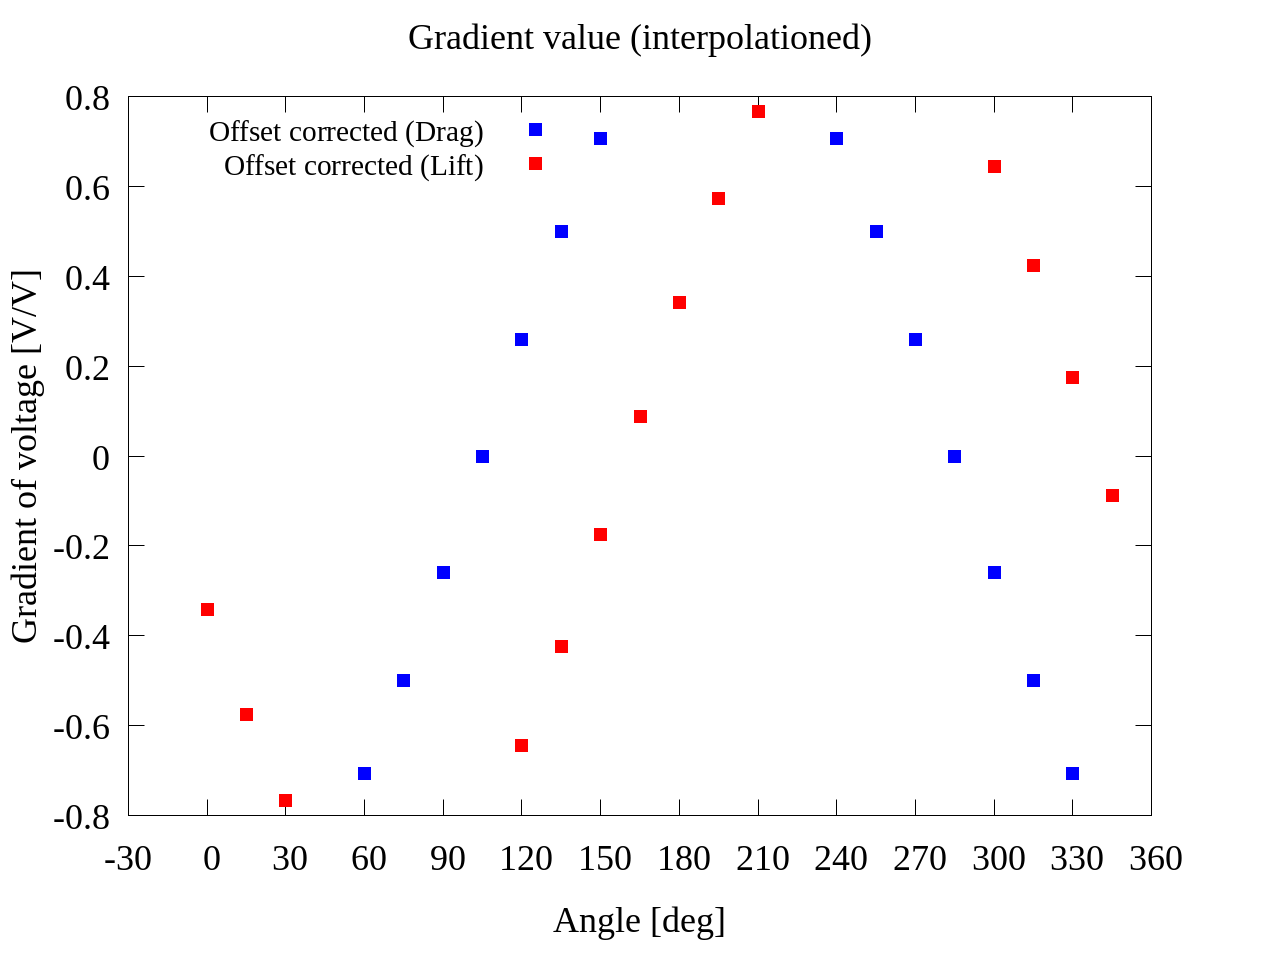 Gradient value (interpolationed)
0.8
Offset corrected (Drag)
Offset corrected (Lift)
0.6
0.4
0.2
0
-0.2
-0.4
-0.6
-0.8
Gradient of voltage [V/V]
-30 0 30 60 90 120 150 180 210 240 270 300 330 360
Angle [deg]